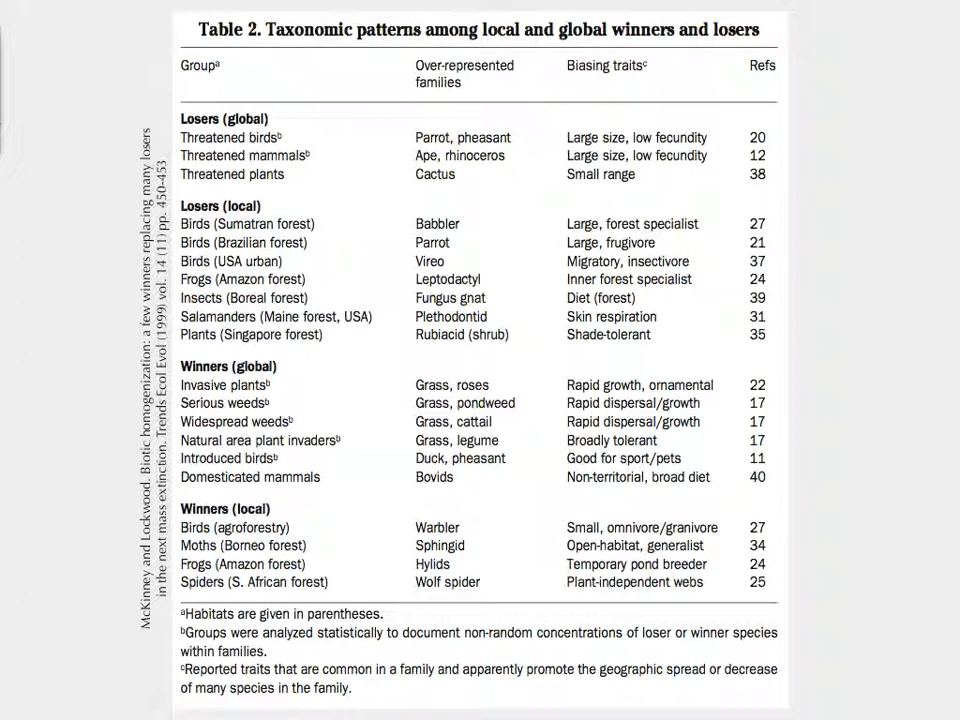 Table 2. Taxonomic patterns among local and global winners and losers
Groupᵃ Over-represented families Biasing traitsᶜ Refs
Losers (global)
Threatened birdsᵇ Parrot, pheasant Large size, low fecundity 20
Threatened mammalsᵇ Ape, rhinoceros Large size, low fecundity 12
Threatened plants Cactus Small range 38
Losers (local)
Birds (Sumatran forest) Babbler Large, forest specialist 27
Birds (Brazilian forest) Parrot Large, frugivore 21
Birds (USA urban) Vireo Migratory, insectivore 37
Frogs (Amazon forest) Leptodactyl Inner forest specialist 24
Insects (Boreal forest) Fungus gnat Diet (forest) 39
Salamanders (Maine forest, USA) Plethodontid Skin respiration 31
Plants (Singapore forest) Rubiacid (shrub) Shade-tolerant 35
Winners (global)
Invasive plantsᵇ Grass, roses Rapid growth, ornamental 22
Serious weedsᵇ Grass, pondweed Rapid dispersal/growth 17
Widespread weedsᵇ Grass, cattail Rapid dispersal/growth 17
Natural area plant invadersᵇ Grass, legume Broadly tolerant 17
Introduced birdsᵇ Duck, pheasant Good for sport/pets 11
Domesticated mammals Bovids Non-territorial, broad diet 40
Winners (local)
Birds (agroforestry) Warbler Small, omnivore/granivore 27
Moths (Borneo forest) Sphingid Open-habitat, generalist 34
Frogs (Amazon forest) Hylids Temporary pond breeder 24
Spiders (S. African forest) Wolf spider Plant-independent webs 25
ᵃHabitats are given in parentheses.
ᵇGroups were analyzed statistically to document non-random concentrations of loser or winner species
within families.
ᶜReported traits that are common in a family and apparently promote the geographic spread or decrease
of many species in the family.
McKinney and Lockwood. Biotic homogenization: a few winners replacing many losers
in the next mass extinction. Trends Ecol Evol (1999) vol. 14 (11) pp. 450-453